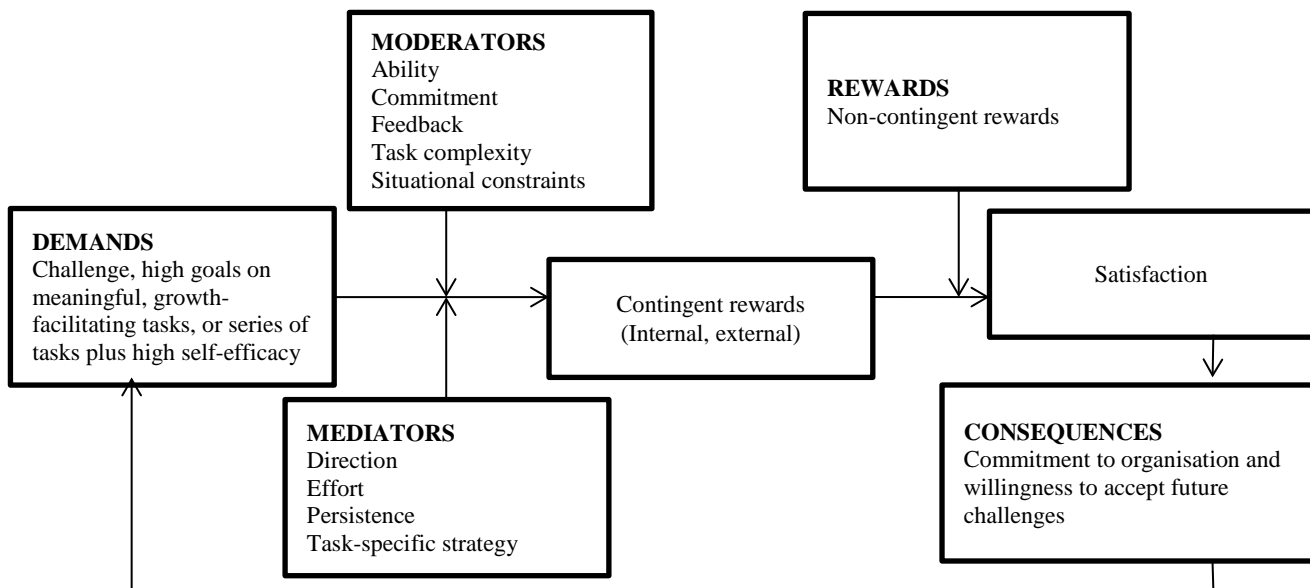 MODERATORS
Ability
Commitment
Feedback
Task complexity
Situational constraints
REWARDS
Non-contingent rewards
DEMANDS
Challenge, high goals on
meaningful, growth-
facilitating tasks, or series of
tasks plus high self-efficacy
Contingent rewards
(Internal, external)
Satisfaction
MEDIATORS
Direction
Effort
Persistence
Task-specific strategy
CONSEQUENCES
Commitment to organisation and
willingness to accept future
challenges